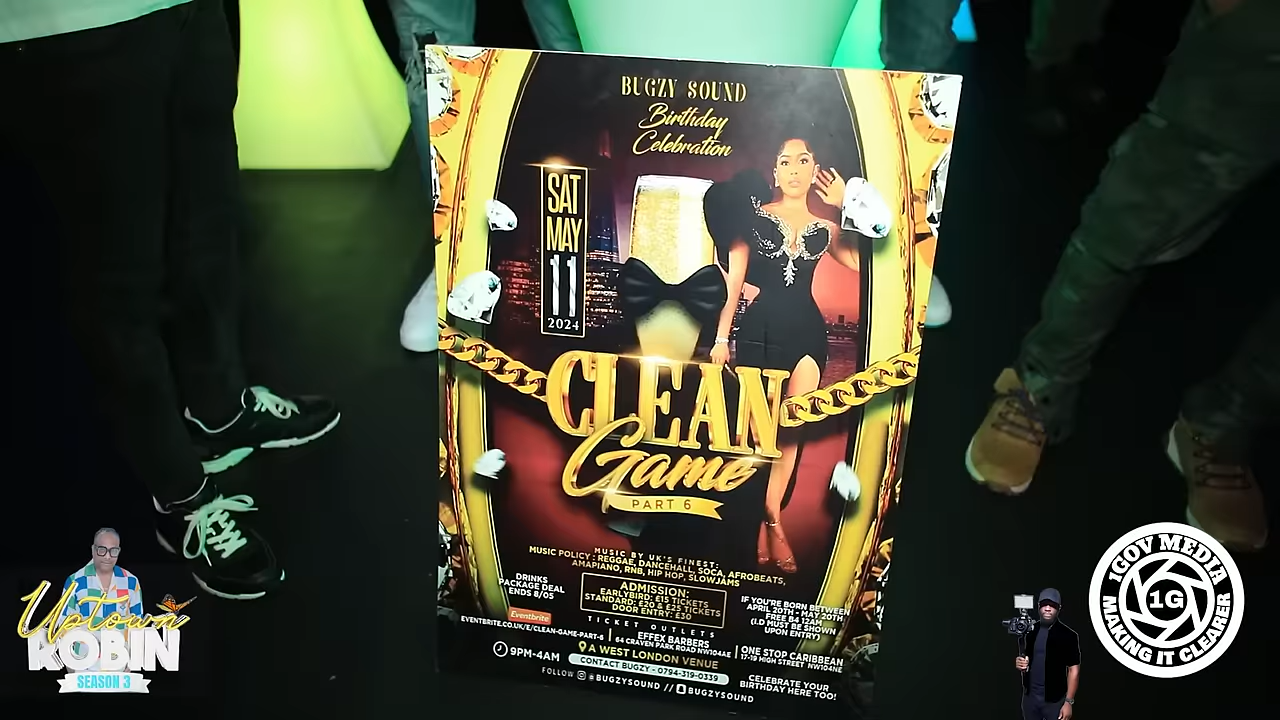 BUGZY SOUND
Birthday
Celebration
SAT
MAY
11
2024
CLEAN
Game
PART 6
MUSIC BY UK'S FINEST:
MUSIC POLICY : REGGAE, DANCEHALL, SOCA, AFROBEATS,
AMAPIANO, RNB, HIP HOP, SLOWJAMS
DRINKS
PACKAGE DEAL
ENDS 8/05
ADMISSION:
EARLYBIRD: £15 TICKETS
STANDARD: £20 & £25 TICKETS
DOOR ENTRY: £30
IF YOU'RE BORN BETWEEN
APRIL 20TH - MAY 20TH
FREE B4 12AM
(I.D MUST BE SHOWN
UPON ENTRY)
TICKET OUTLETS
Eventbrite
EVENTBRITE.CO.UK/E/CLEAN-GAME-PART-6
EFFEX BARBERS
64 CRAVEN PARK ROAD NW104AE
ONE STOP CARIBBEAN
17-19 HIGH STREET NW104NE
9PM-4AM
A WEST LONDON VENUE
CONTACT BUGZY - 0794-319-0339
FOLLOW @BUGZYSOUND // BUGZYSOUND
CELEBRATE YOUR
BIRTHDAY HERE TOO!
Uptown
ROBIN
SEASON 3
1GOV MEDIA
1G
MAKING IT CLEARER